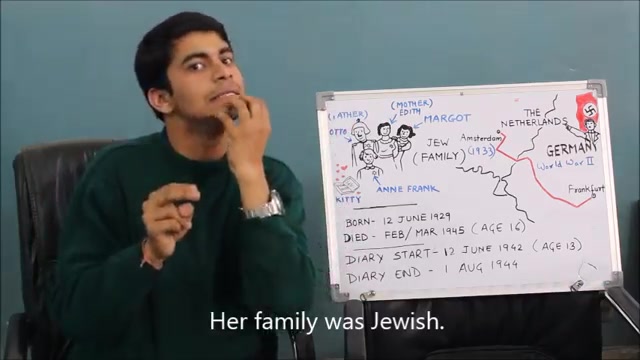 (FATHER)
OTTO
(MOTHER)
EDITH
MARGOT
JEW
(FAMILY)
ANNE FRANK
KITTY
THE
NETHERLANDS
Amsterdam
(1933)
GERMANY
World War II
Frankfurt
BORN- 12 JUNE 1929
DIED - FEB/MAR 1945 (AGE 16)
DIARY START- 12 JUNE 1942 (AGE 13)
DIARY END - 1 AUG 1944
Her family was Jewish.